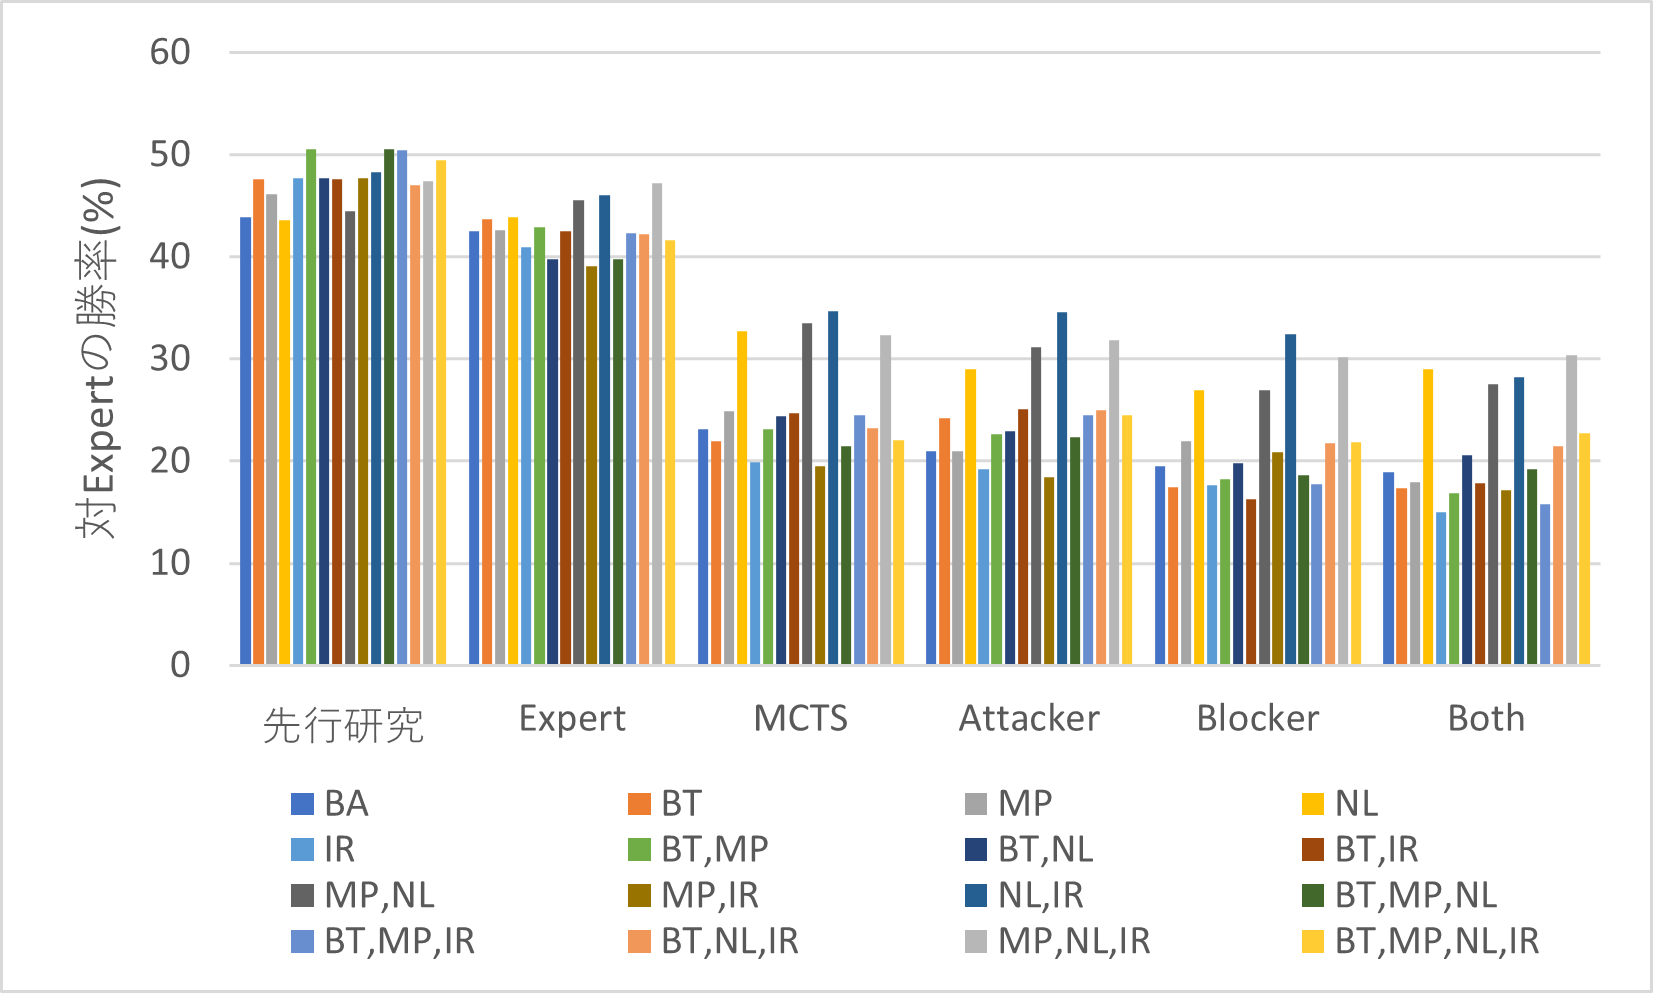 対Expertの勝率(%)
60
50
40
30
20
10
0
先行研究 Expert MCTS Attacker Blocker Both
BA BT MP NL
IR BT,MP BT,NL BT,IR
MP,NL MP,IR NL,IR BT,MP,NL
BT,MP,IR BT,NL,IR MP,NL,IR BT,MP,NL,IR